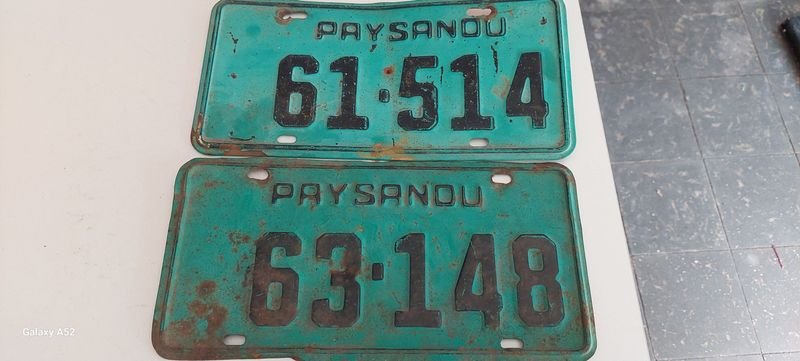 PAYSANDU
61·514
PAYSANDU
63·148
Galaxy A52